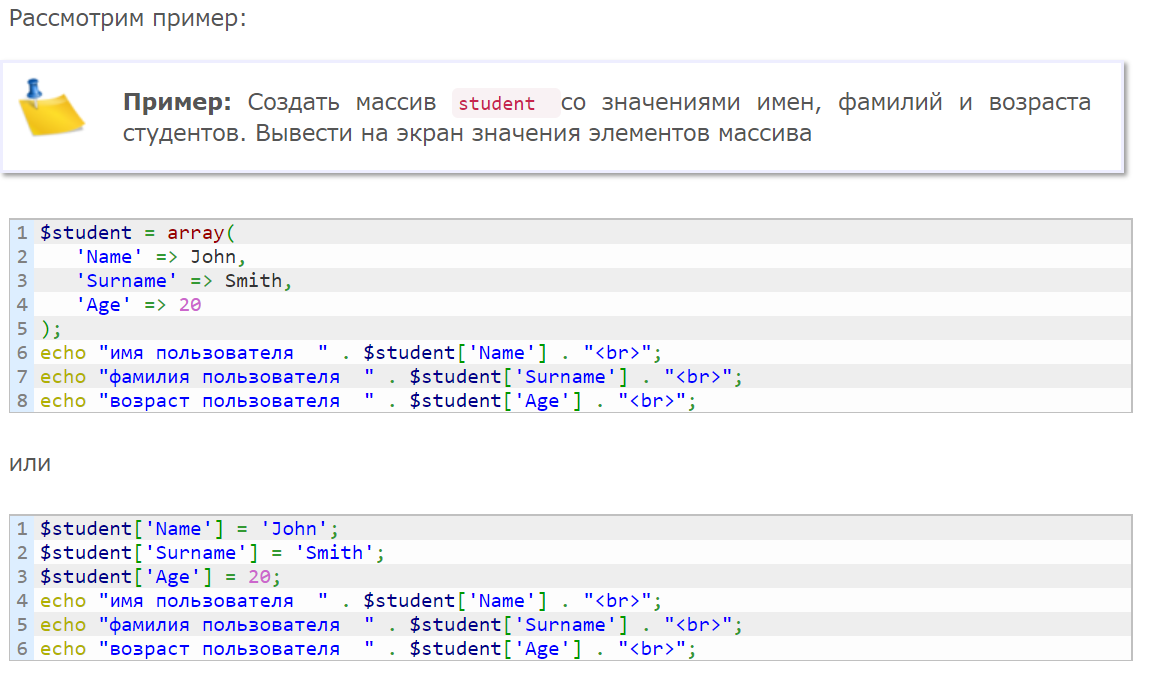 Рассмотрим пример:
Пример: Создать массив student со значениями имен, фамилий и возраста
студентов. Вывести на экран значения элементов массива
1 $student = array(
2    'Name' => John,
3    'Surname' => Smith,
4    'Age' => 20
5 );
6 echo "имя пользователя  " . $student['Name'] . "<br>";
7 echo "фамилия пользователя  " . $student['Surname'] . "<br>";
8 echo "возраст пользователя  " . $student['Age'] . "<br>";
или
1 $student['Name'] = 'John';
2 $student['Surname'] = 'Smith';
3 $student['Age'] = 20;
4 echo "имя пользователя  " . $student['Name'] . "<br>";
5 echo "фамилия пользователя  " . $student['Surname'] . "<br>";
6 echo "возраст пользователя  " . $student['Age'] . "<br>";